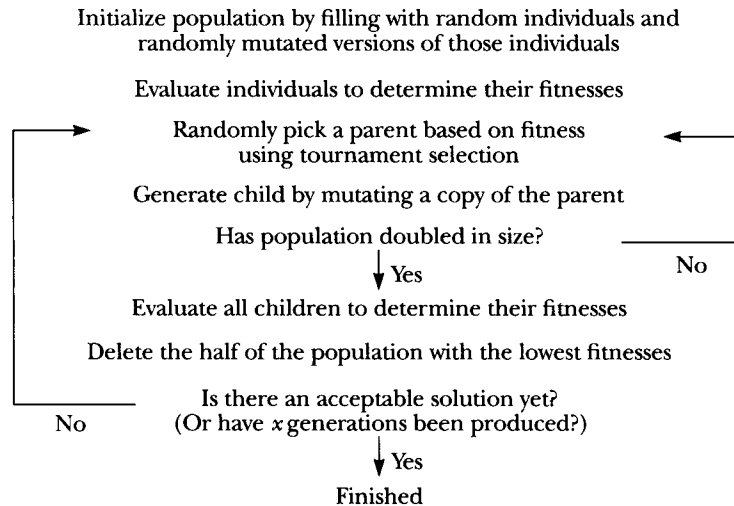 Initialize population by filling with random individuals and
randomly mutated versions of those individuals
Evaluate individuals to determine their fitnesses
Randomly pick a parent based on fitness
using tournament selection
Generate child by mutating a copy of the parent
Has population doubled in size?
No
Yes
Evaluate all children to determine their fitnesses
Delete the half of the population with the lowest fitnesses
Is there an acceptable solution yet?
No
(Or have x generations been produced?)
Yes
Finished